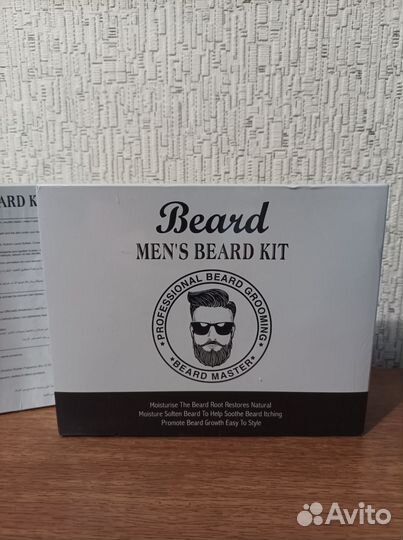 ARD K
Beard
MEN'S BEARD KIT
PROFESSIONAL BEARD GROOMING
BEARD MASTER
Moisturise The Beard Root Restores Natural
Moisture Soften Beard To Help Soothe Beard Itching
Promote Beard Growth Easy To Style
Avito